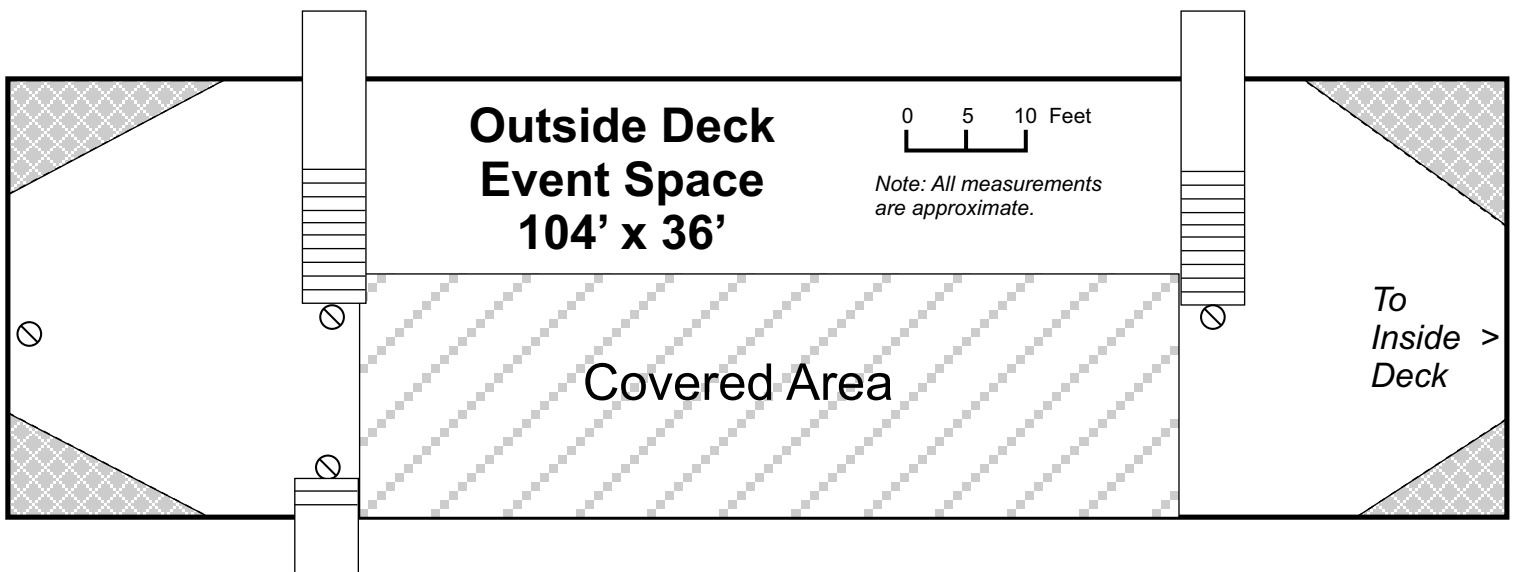 Outside Deck
Event Space
104’ x 36’
0 5 10 Feet
Note: All measurements
are approximate.
Covered Area
To
Inside >
Deck